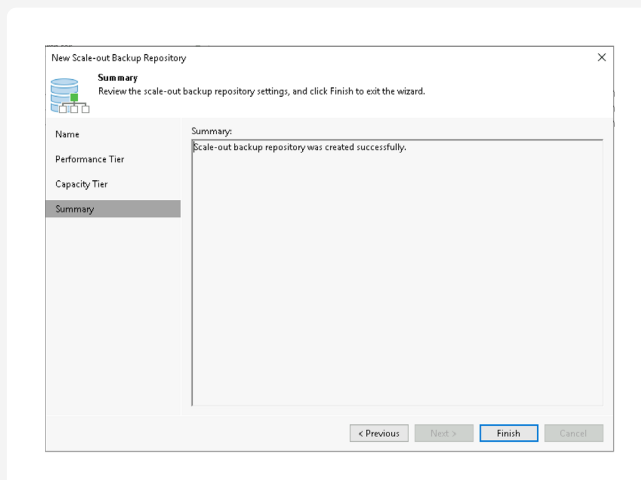 New Scale-out Backup Repository
Summary
Review the scale-out backup repository settings, and click Finish to exit the wizard.
Name
Performance Tier
Capacity Tier
Summary
Summary:
Scale-out backup repository was created successfully.
< Previous
Next >
Finish
Cancel